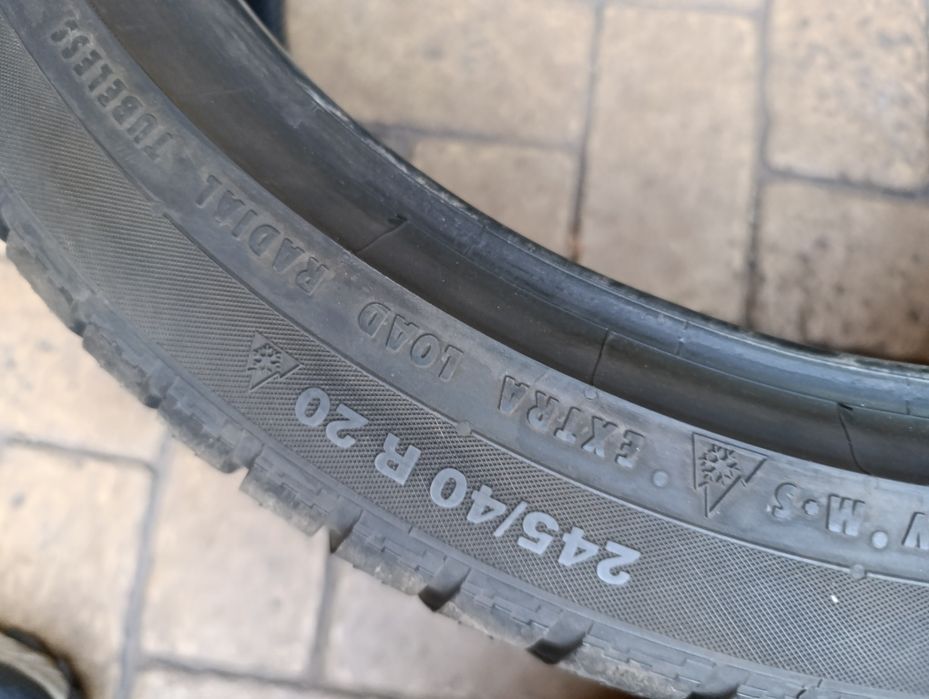 V • M•S • EXTRA LOAD RADIAL TUBELESS
245/40 R 20